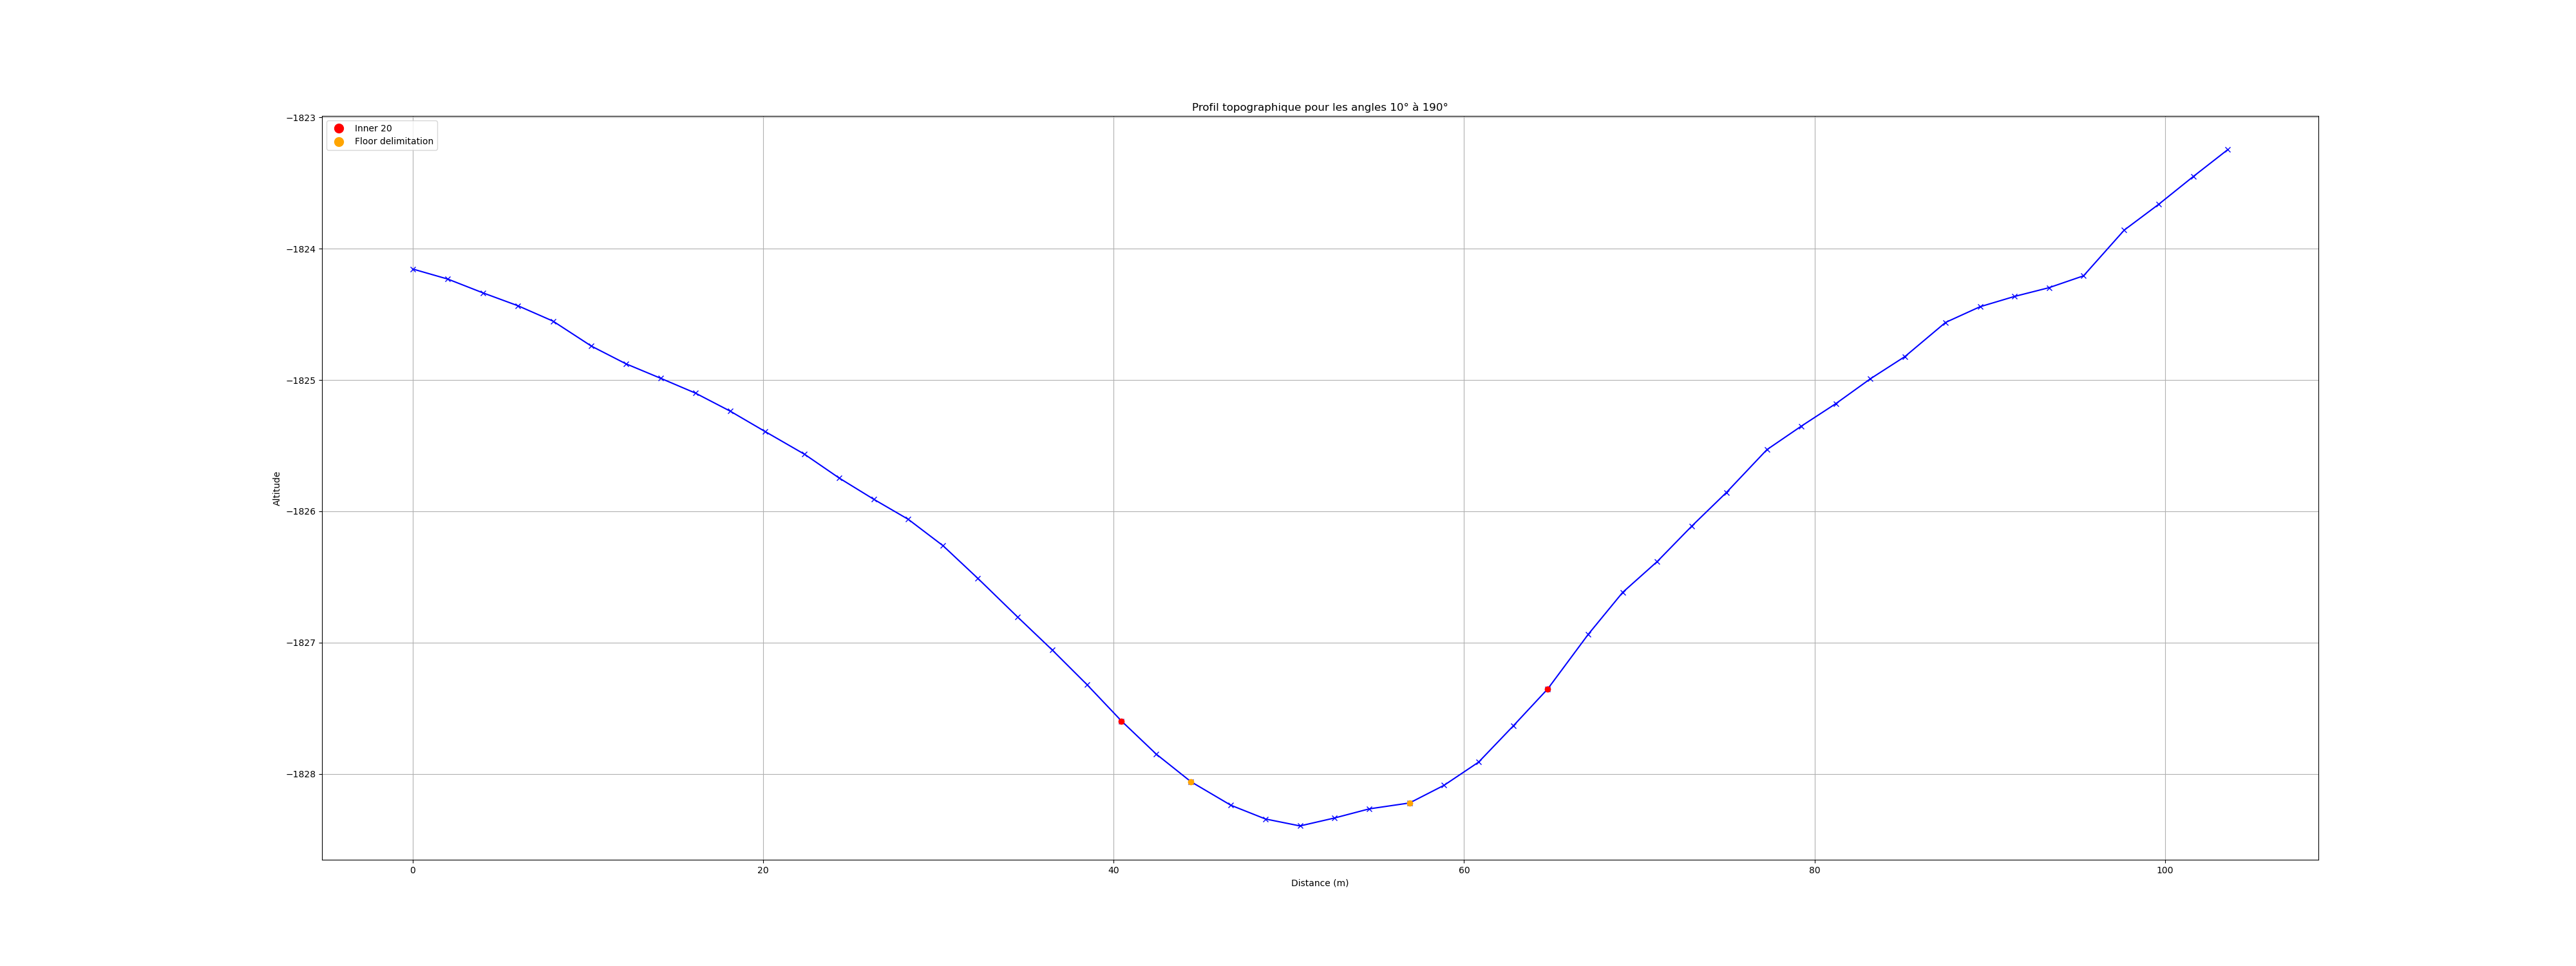 Profil topographique pour les angles 10° à 190°
Inner 20
Floor delimitation
−1823
−1824
−1825
−1826
−1827
−1828
Altitude
0 20 40 60 80 100
Distance (m)